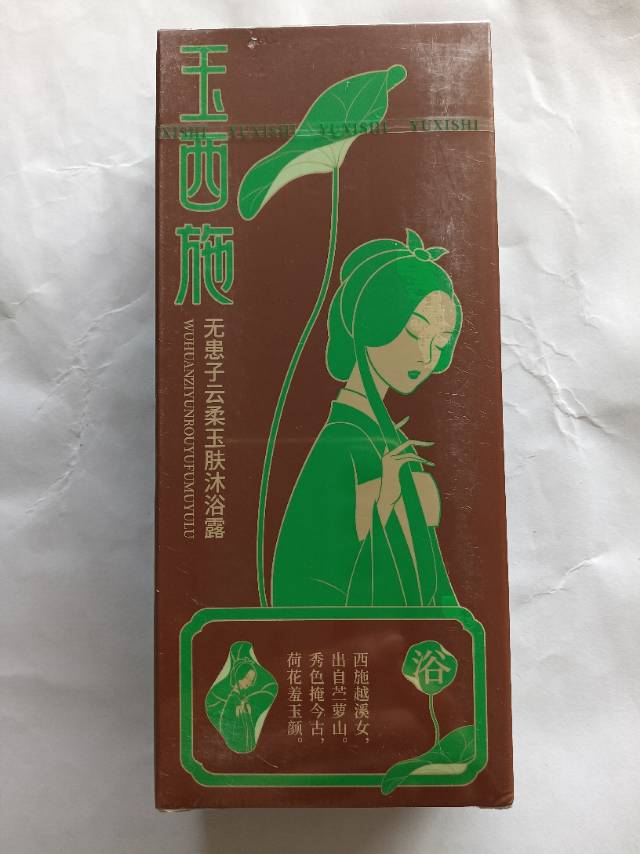 玉西施
XISHI YUXISHI YUXISHI YUXISHI
无患子云柔玉肤沐浴露
WUHUANZIYUNROUYUFUMUYULU
浴
西施越溪女，
出自苎萝山。
秀色掩今古，
荷花羞玉颜。